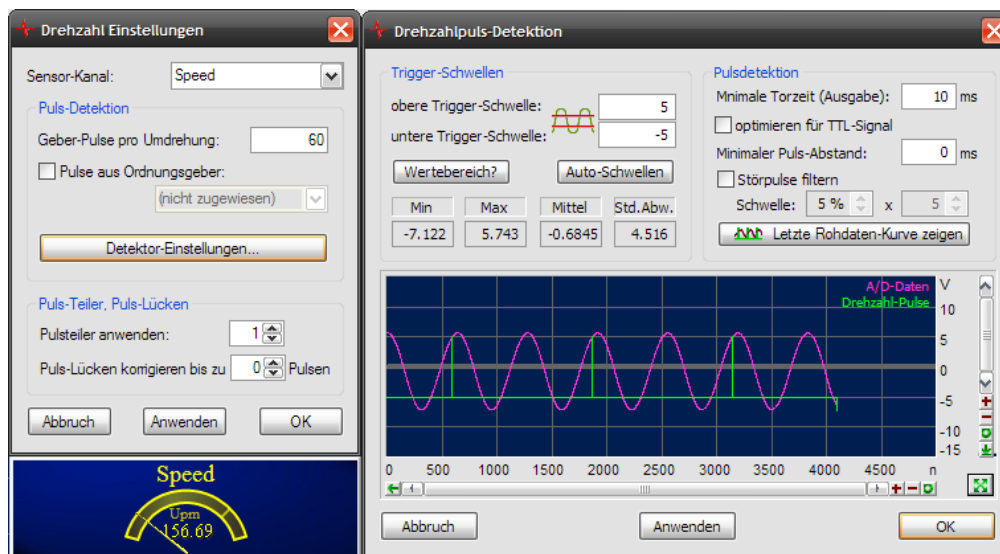 Drehzahl Einstellungen
Sensor-Kanal: Speed
Puls-Detektion
Geber-Pulse pro Umdrehung: 60
Pulse aus Ordnungsgeber:
(nicht zugewiesen)
Detektor-Einstellungen...
Puls-Teiler, Puls-Lücken
Pulsteiler anwenden: 1
Puls-Lücken korrigieren bis zu 0 Pulsen
Abbruch Anwenden OK
Speed
Upm
156.69
Drehzahlpuls-Detektion
Trigger-Schwellen
obere Trigger-Schwelle: 5
untere Trigger-Schwelle: -5
Wertebereich? Auto-Schwellen
Min Max Mittel Std.Abw.
-7.122 5.743 -0.6845 4.516
Pulsdetektion
Mnimale Torzeit (Ausgabe): 10 ms
optimieren für TTL-Signal
Minimaler Puls-Abstand: 0 ms
Störpulse filtern
Schwelle: 5 % x 5
Letzte Rohdaten-Kurve zeigen
A/D-Daten V
Drehzahl-Pulse
10
5
0
-5
-10
-15
0 500 1000 1500 2000 2500 3000 3500 4000 4500 n
Abbruch Anwenden OK